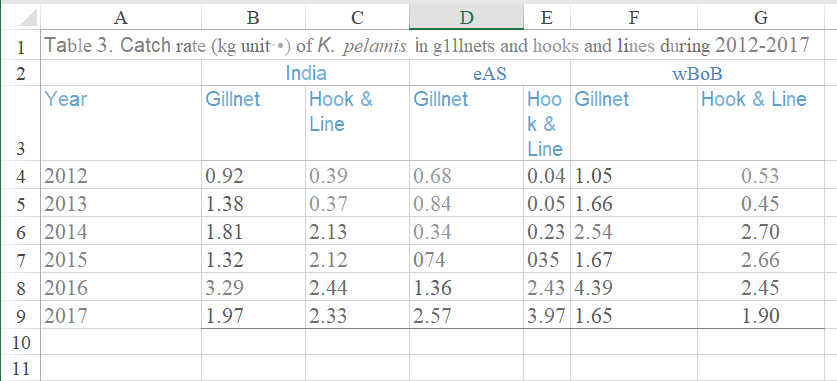 A B C D E F G
1 Table 3. Catch rate (kg unit-•) of K. pelamis in g1llnets and hooks and lines during 2012-2017
2 India eAS wBoB
3 Year Gillnet Hook & Line Gillnet Hook & Line Gillnet Hook & Line
4 2012 0.92 0.39 0.68 0.04 1.05 0.53
5 2013 1.38 0.37 0.84 0.05 1.66 0.45
6 2014 1.81 2.13 0.34 0.23 2.54 2.70
7 2015 1.32 2.12 074 035 1.67 2.66
8 2016 3.29 2.44 1.36 2.43 4.39 2.45
9 2017 1.97 2.33 2.57 3.97 1.65 1.90
10
11